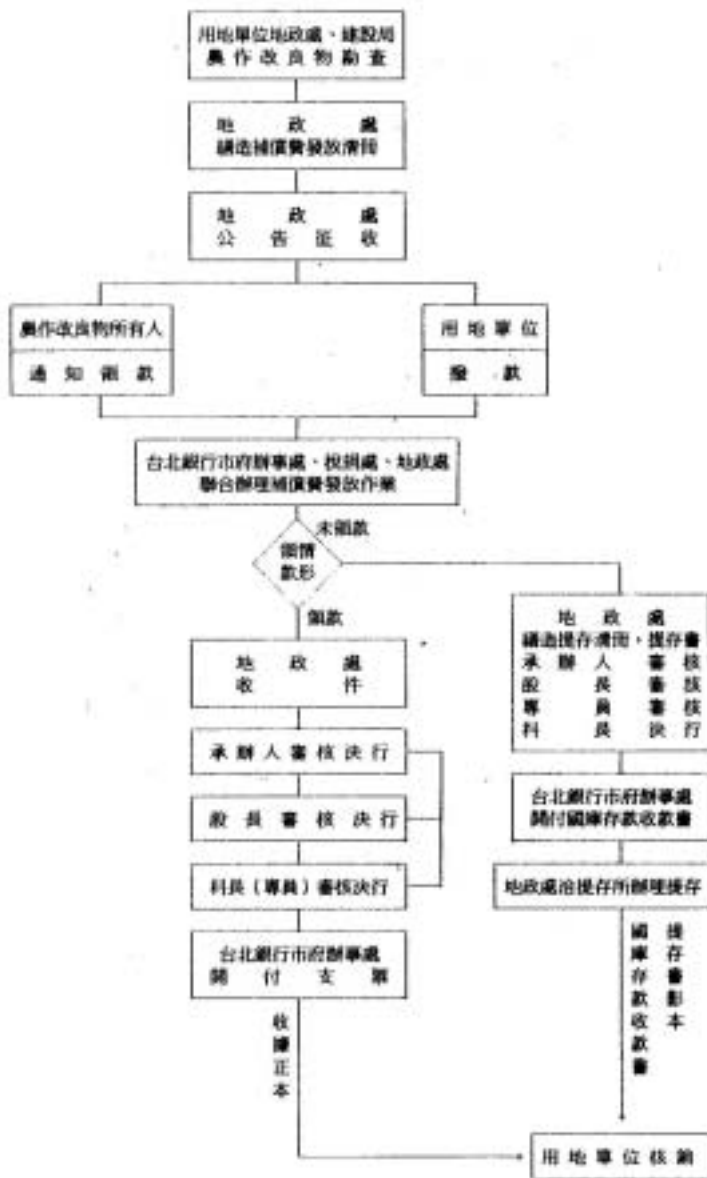 用地單位地政處、建設局
農作改良物勘查
地政處
繕造補償費發放清冊
地政處
公告征收
農作改良物所有人
通知領款
用地單位
撥款
台北銀行市府辦事處、稅捐處、地政處
聯合辦理補償費發放作業
領款情形
未領款
領款
地政處
收件
承辦人審核決行
股長審核決行
科長（專員）審核決行
台北銀行市府辦事處
開付支票
收據正本
地政處
繕造提存清冊，提存書
承辦人審核
股長審核
專員審核
科長決行
台北銀行市府辦事處
開付國庫存款收款書
地政處洽提存所辦理提存
提存書影本
國庫存款收款書
用地單位核銷